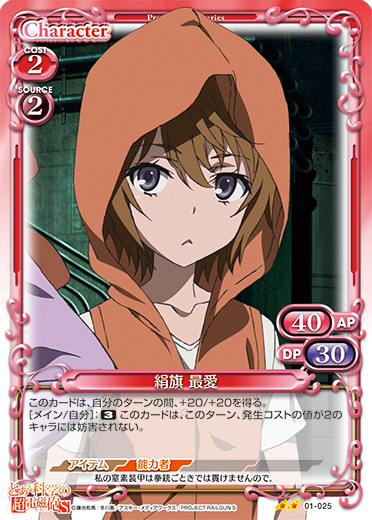 Character
COST
2
SOURCE
2
40 AP
DP 30
絹旗 最愛
このカードは、自分のターンの間、+20/+20を得る。
[メイン/自分]：3 このカードは、このターン、発生コストの値が2の
キャラには妨害されない。
アイテム 能力者
私の窒素装甲は拳銃ごときでは貫けませんので。
とある科学の
超電磁砲S
01-025